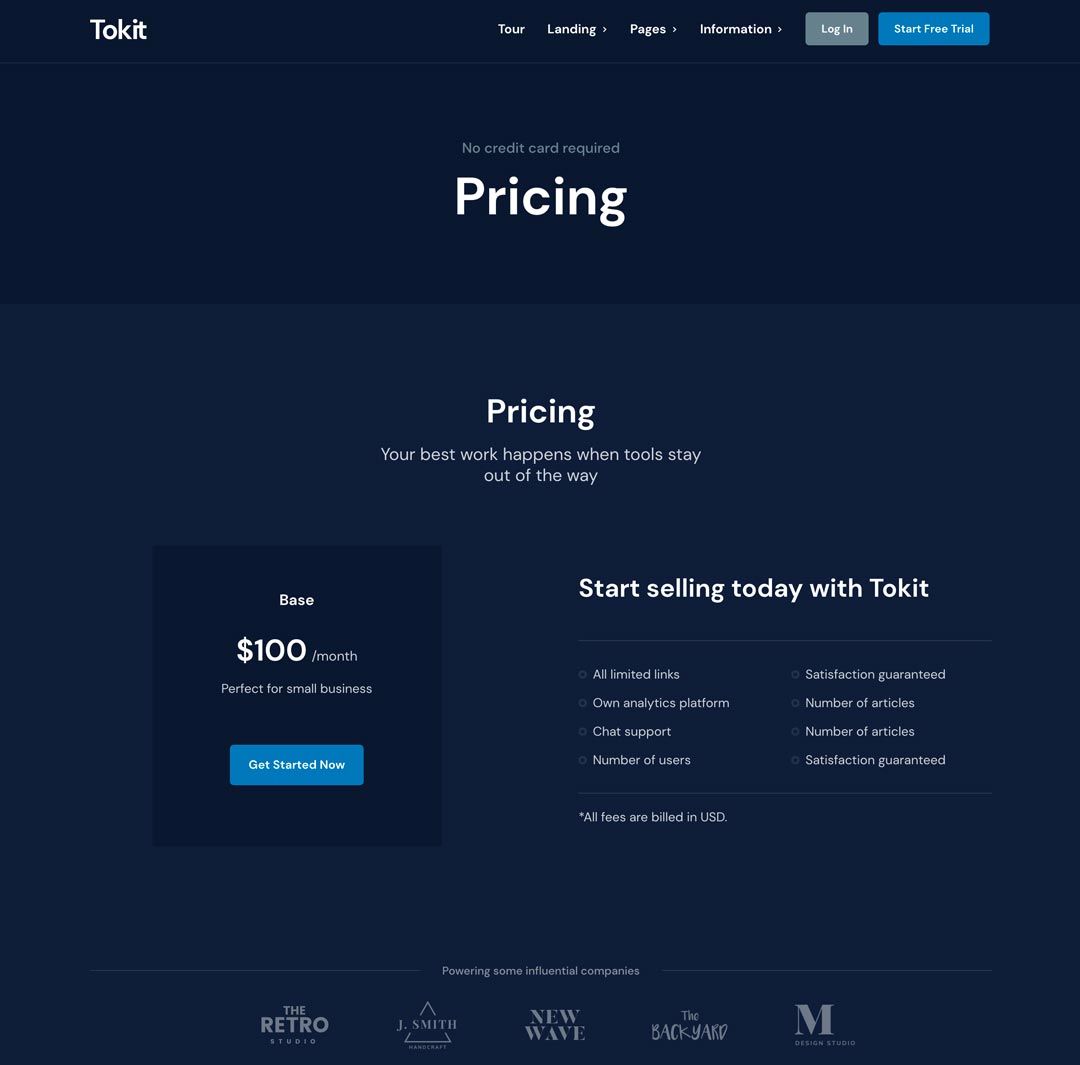 Tokit
Tour Landing Pages Information Log In Start Free Trial
No credit card required
Pricing
Pricing
Your best work happens when tools stay
out of the way
Base
$100 /month
Perfect for small business
Get Started Now
Start selling today with Tokit
All limited links
Own analytics platform
Chat support
Number of users
Satisfaction guaranteed
Number of articles
Number of articles
Satisfaction guaranteed
*All fees are billed in USD.
Powering some influential companies
THE
RETRO
STUDIO
J. SMITH
HANDCRAFT
NEW
WAVE
The
BACKYARD
M
DESIGN STUDIO